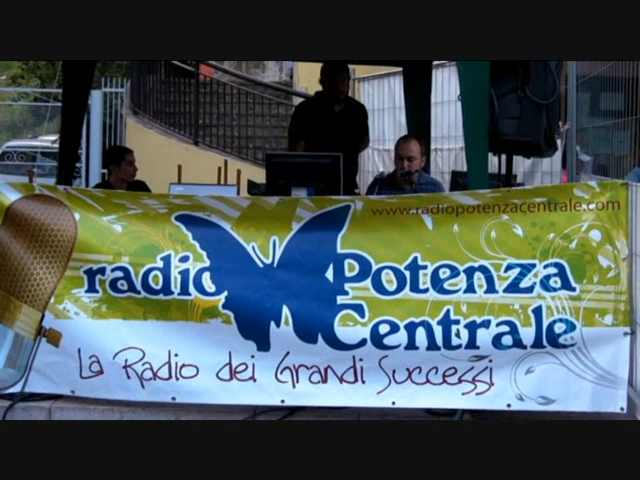 www.radiopotenzacentrale.com
radio Potenza
Centrale
La Radio dei Grandi Successi